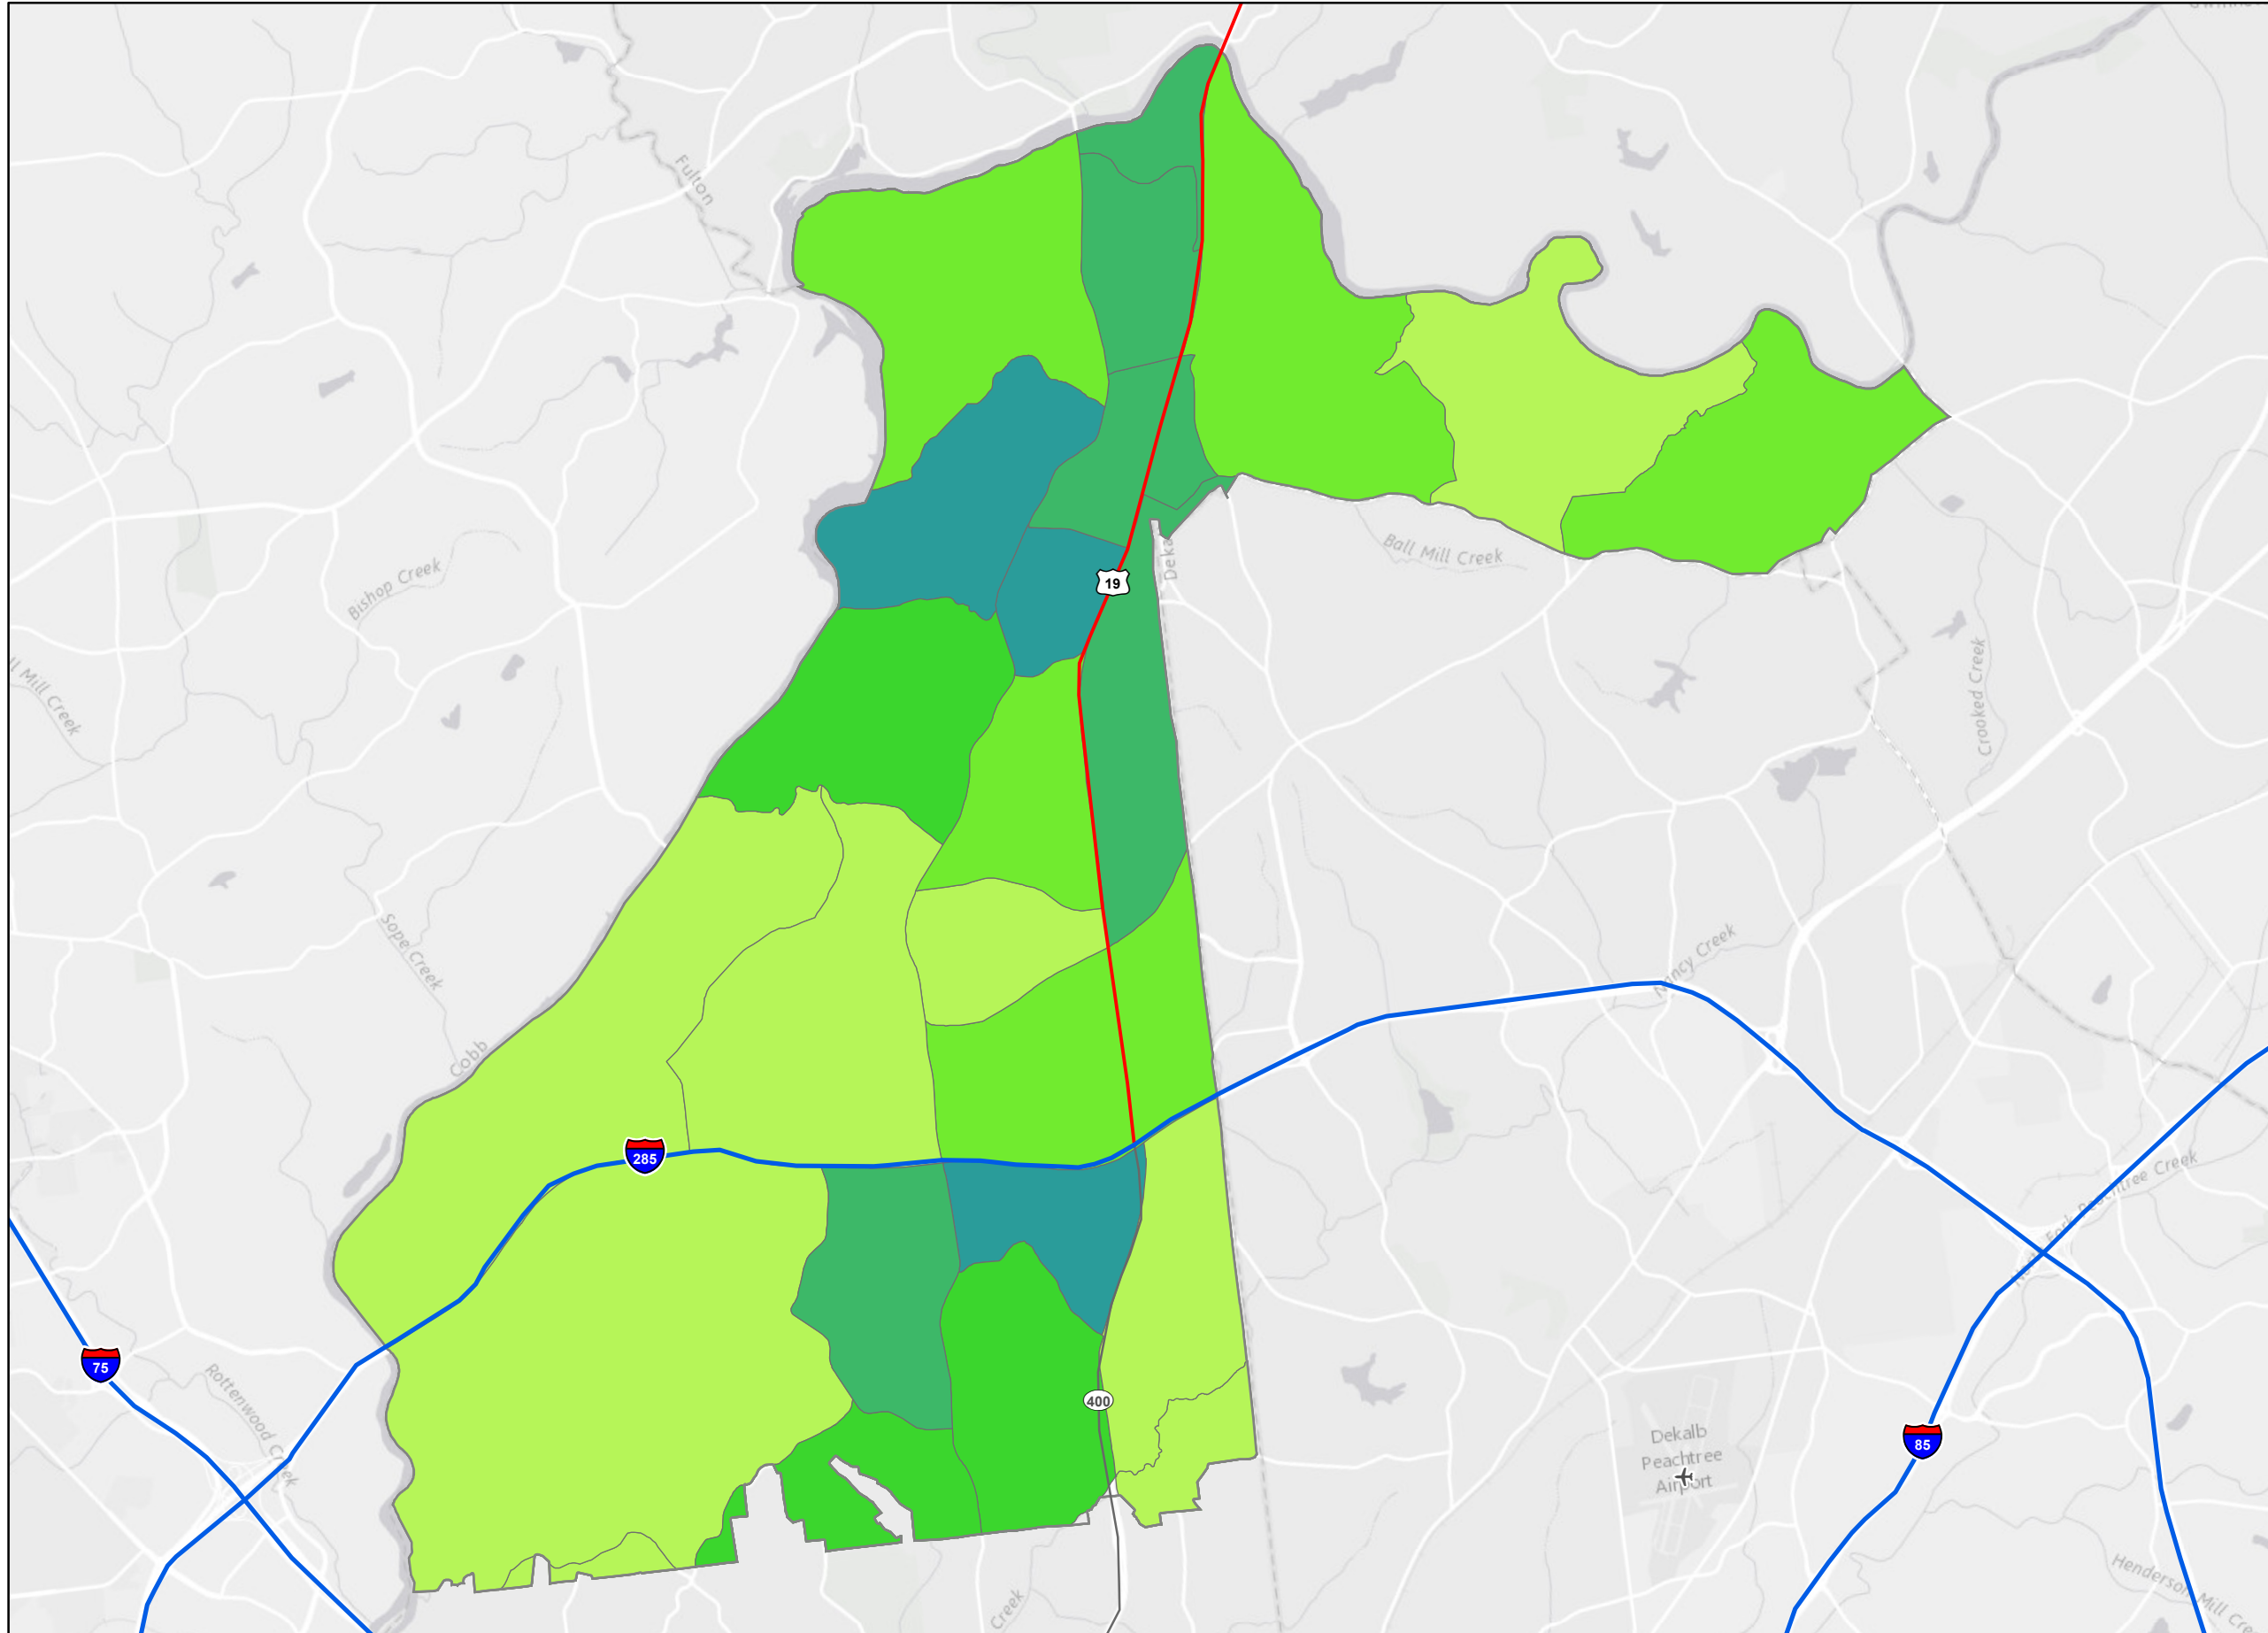 Fulton
19
Deka
Ball Mill Creek
Bishop Creek
ll Mill Creek
Crooked Creek
Sope Creek
Nancy Creek
Cobb
285
Peachtree Creek
75
Rottenwood Creek
400
Dekalb
Peachtree
Airport
85
Creek
Henderson Mill Cre